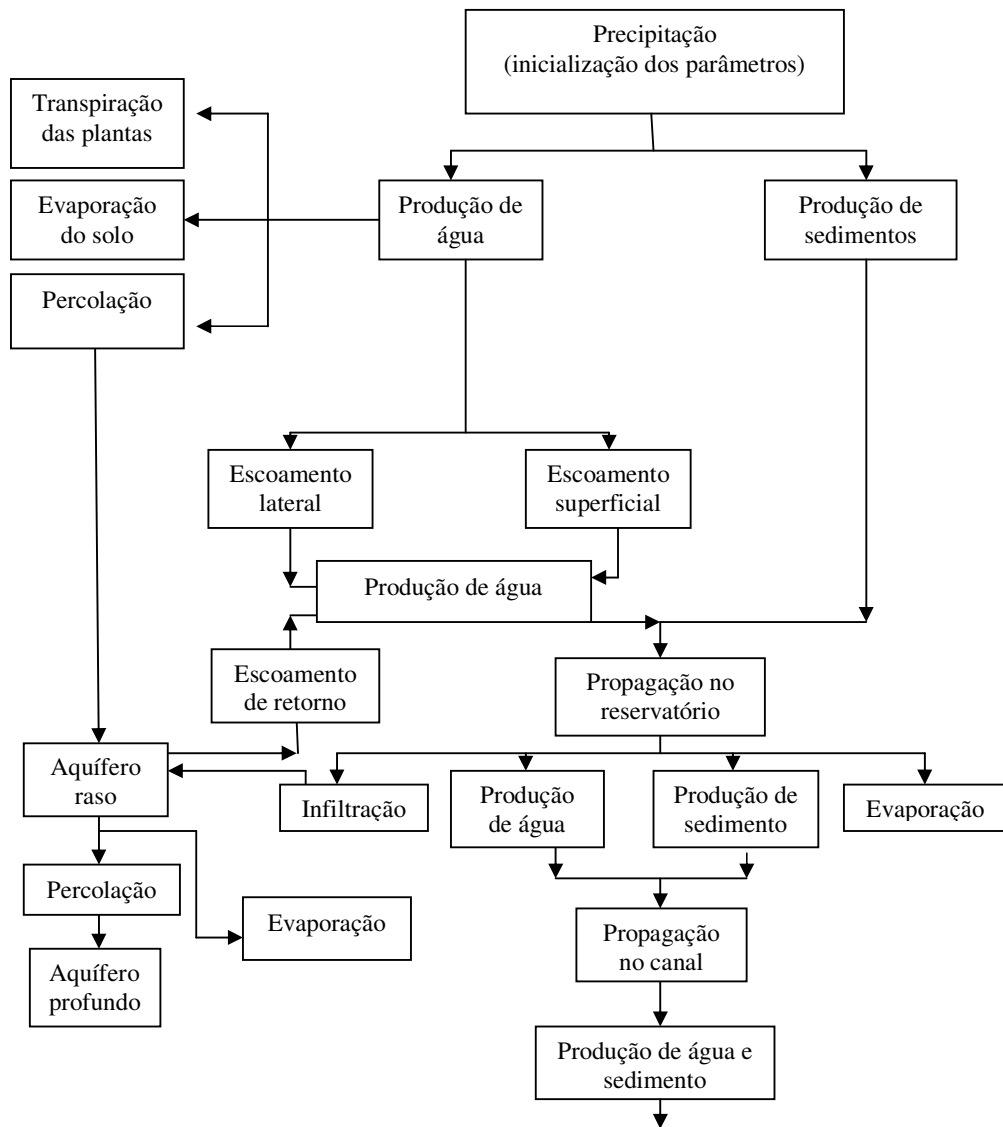 Precipitação
(inicialização dos parâmetros)
Transpiração
das plantas
Evaporação
do solo
Produção de
água
Produção de
sedimentos
Percolação
Escoamento
lateral
Escoamento
superficial
Produção de água
Escoamento
de retorno
Propagação no
reservatório
Aquífero
raso
Infiltração
Produção
de água
Produção de
sedimento
Evaporação
Percolação
Evaporação
Propagação
no canal
Aquífero
profundo
Produção de água e
sedimento